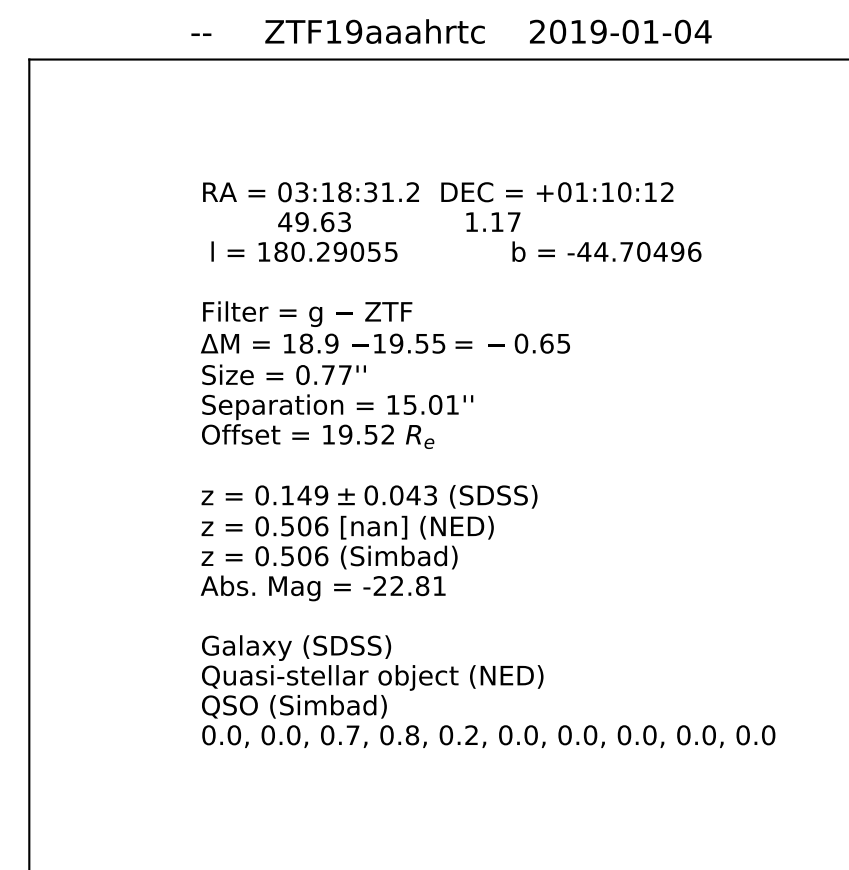 -- ZTF19aaahrtc 2019-01-04
RA = 03:18:31.2 DEC = +01:10:12
49.63 1.17
l = 180.29055 b = -44.70496
Filter = g − ZTF
ΔM = 18.9 −19.55 = − 0.65
Size = 0.77''
Separation = 15.01''
Offset = 19.52 Rₑ
z = 0.149 ± 0.043 (SDSS)
z = 0.506 [nan] (NED)
z = 0.506 (Simbad)
Abs. Mag = -22.81
Galaxy (SDSS)
Quasi-stellar object (NED)
QSO (Simbad)
0.0, 0.0, 0.7, 0.8, 0.2, 0.0, 0.0, 0.0, 0.0, 0.0